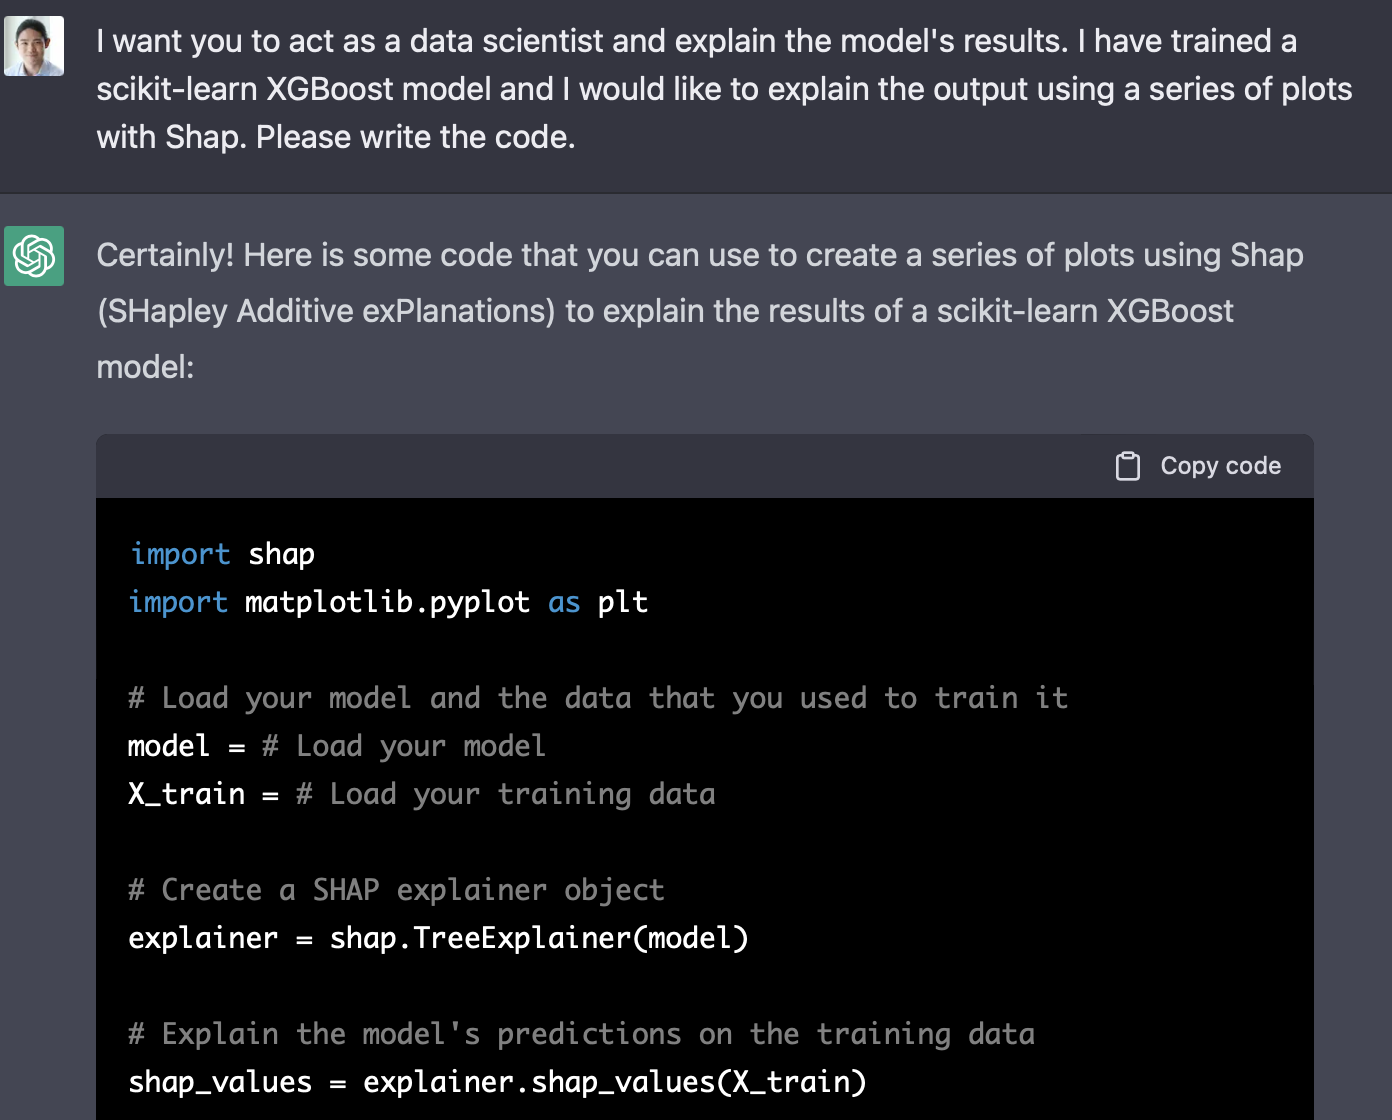 I want you to act as a data scientist and explain the model's results. I have trained a
scikit-learn XGBoost model and I would like to explain the output using a series of plots
with Shap. Please write the code.
Certainly! Here is some code that you can use to create a series of plots using Shap
(SHapley Additive exPlanations) to explain the results of a scikit-learn XGBoost
model:
Copy code
import shap
import matplotlib.pyplot as plt
# Load your model and the data that you used to train it
model = # Load your model
X_train = # Load your training data
# Create a SHAP explainer object
explainer = shap.TreeExplainer(model)
# Explain the model's predictions on the training data
shap_values = explainer.shap_values(X_train)